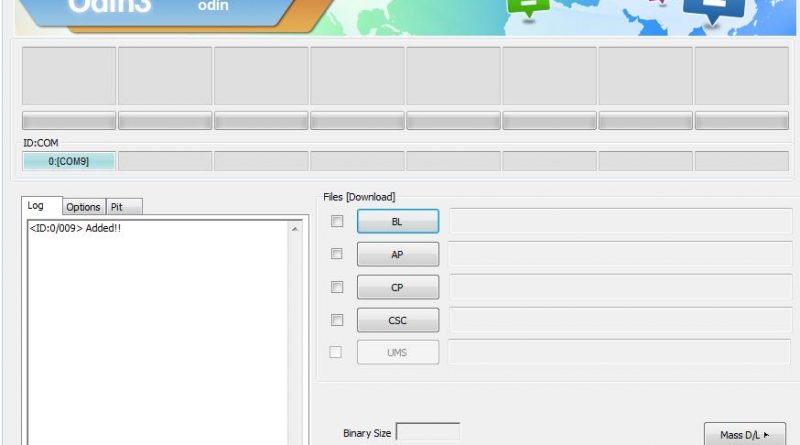 Odin3
odin
ID:COM
0:[COM9]
Log Options Pit
<ID:0/009> Added!!
Files [Download]
BL
AP
CP
CSC
UMS
Binary Size
Mass D/L ▶